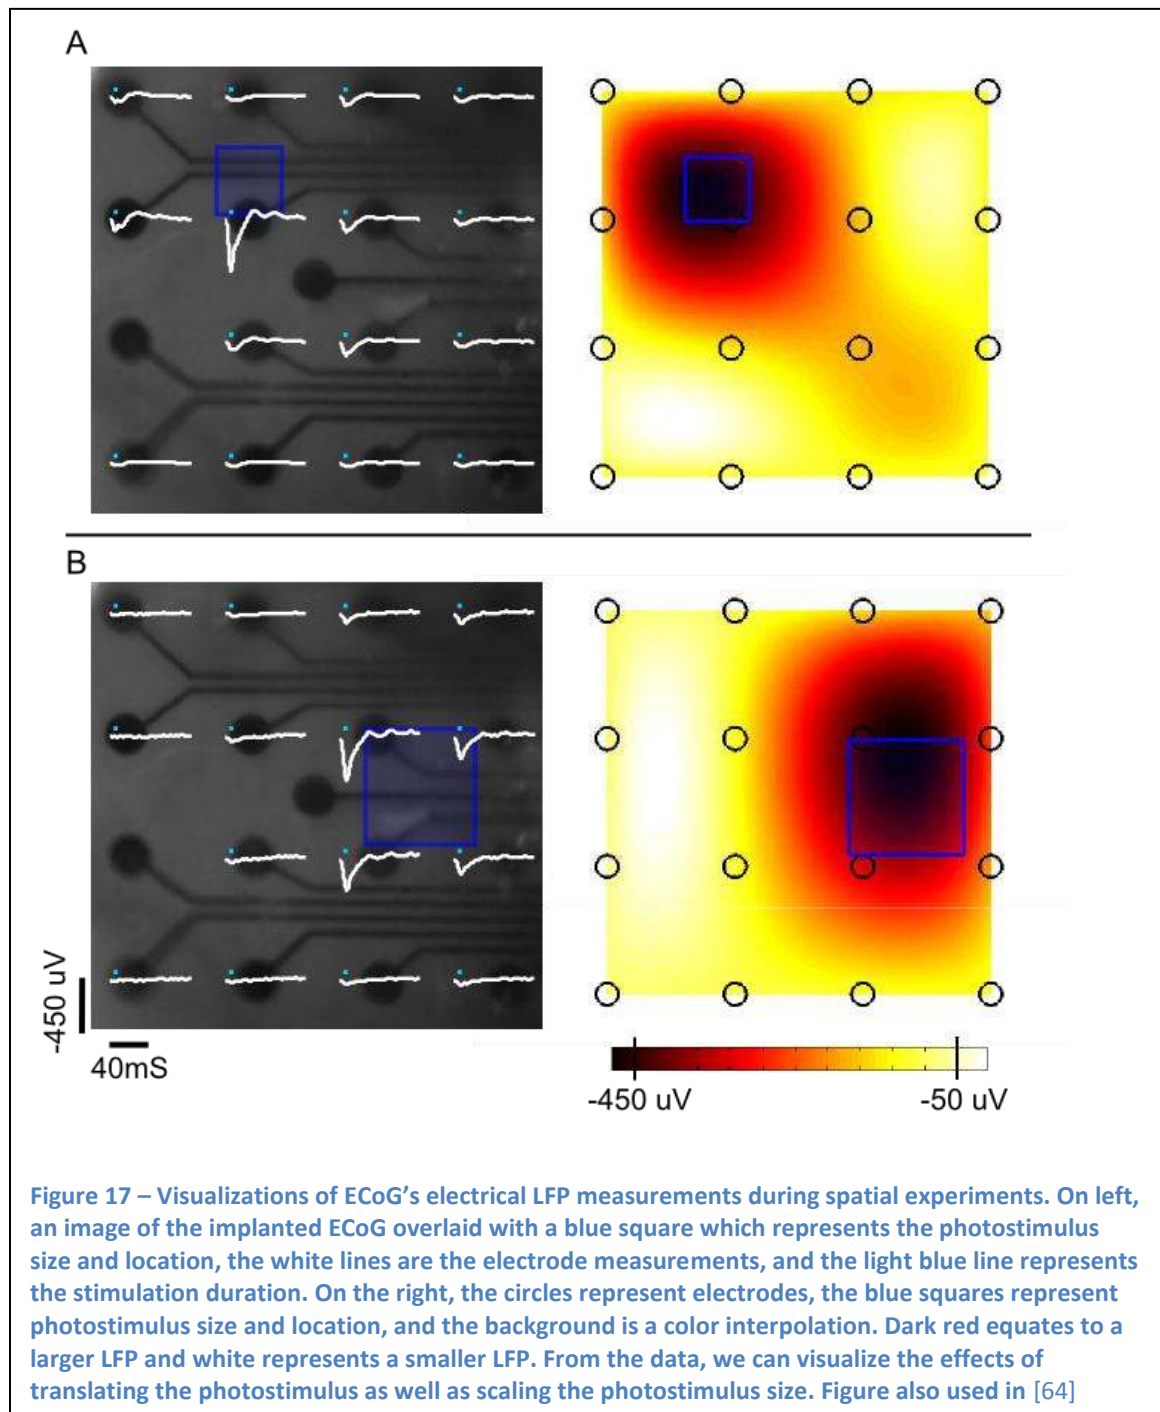 A
B
-450 uV
40mS
-450 uV
-50 uV
Figure 17 – Visualizations of ECoG’s electrical LFP measurements during spatial experiments. On left,
an image of the implanted ECoG overlaid with a blue square which represents the photostimulus
size and location, the white lines are the electrode measurements, and the light blue line represents
the stimulation duration. On the right, the circles represent electrodes, the blue squares represent
photostimulus size and location, and the background is a color interpolation. Dark red equates to a
larger LFP and white represents a smaller LFP. From the data, we can visualize the effects of
translating the photostimulus as well as scaling the photostimulus size. Figure also used in [64]